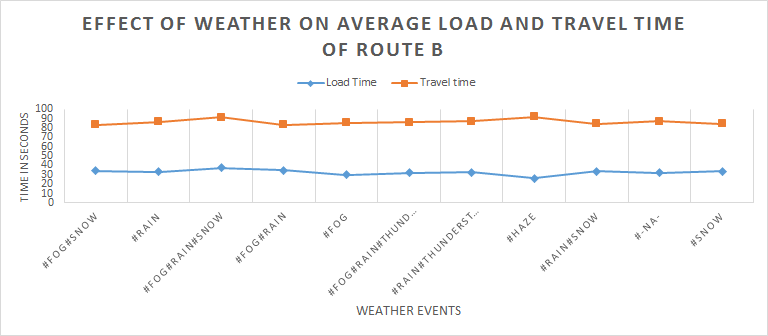 EFFECT OF WEATHER ON AVERAGE LOAD AND TRAVEL TIME
OF ROUTE B
Load Time
Travel time
TIME IN SECONDS
100
90
80
70
60
50
40
30
20
10
0
#FOG#SNOW
#RAIN
#FOG#RAIN#SNOW
#FOG#RAIN
#FOG
#FOG#RAIN#THUND...
#RAIN#THUNDERST...
#HAZE
#RAIN#SNOW
#-NA-
#SNOW
WEATHER EVENTS